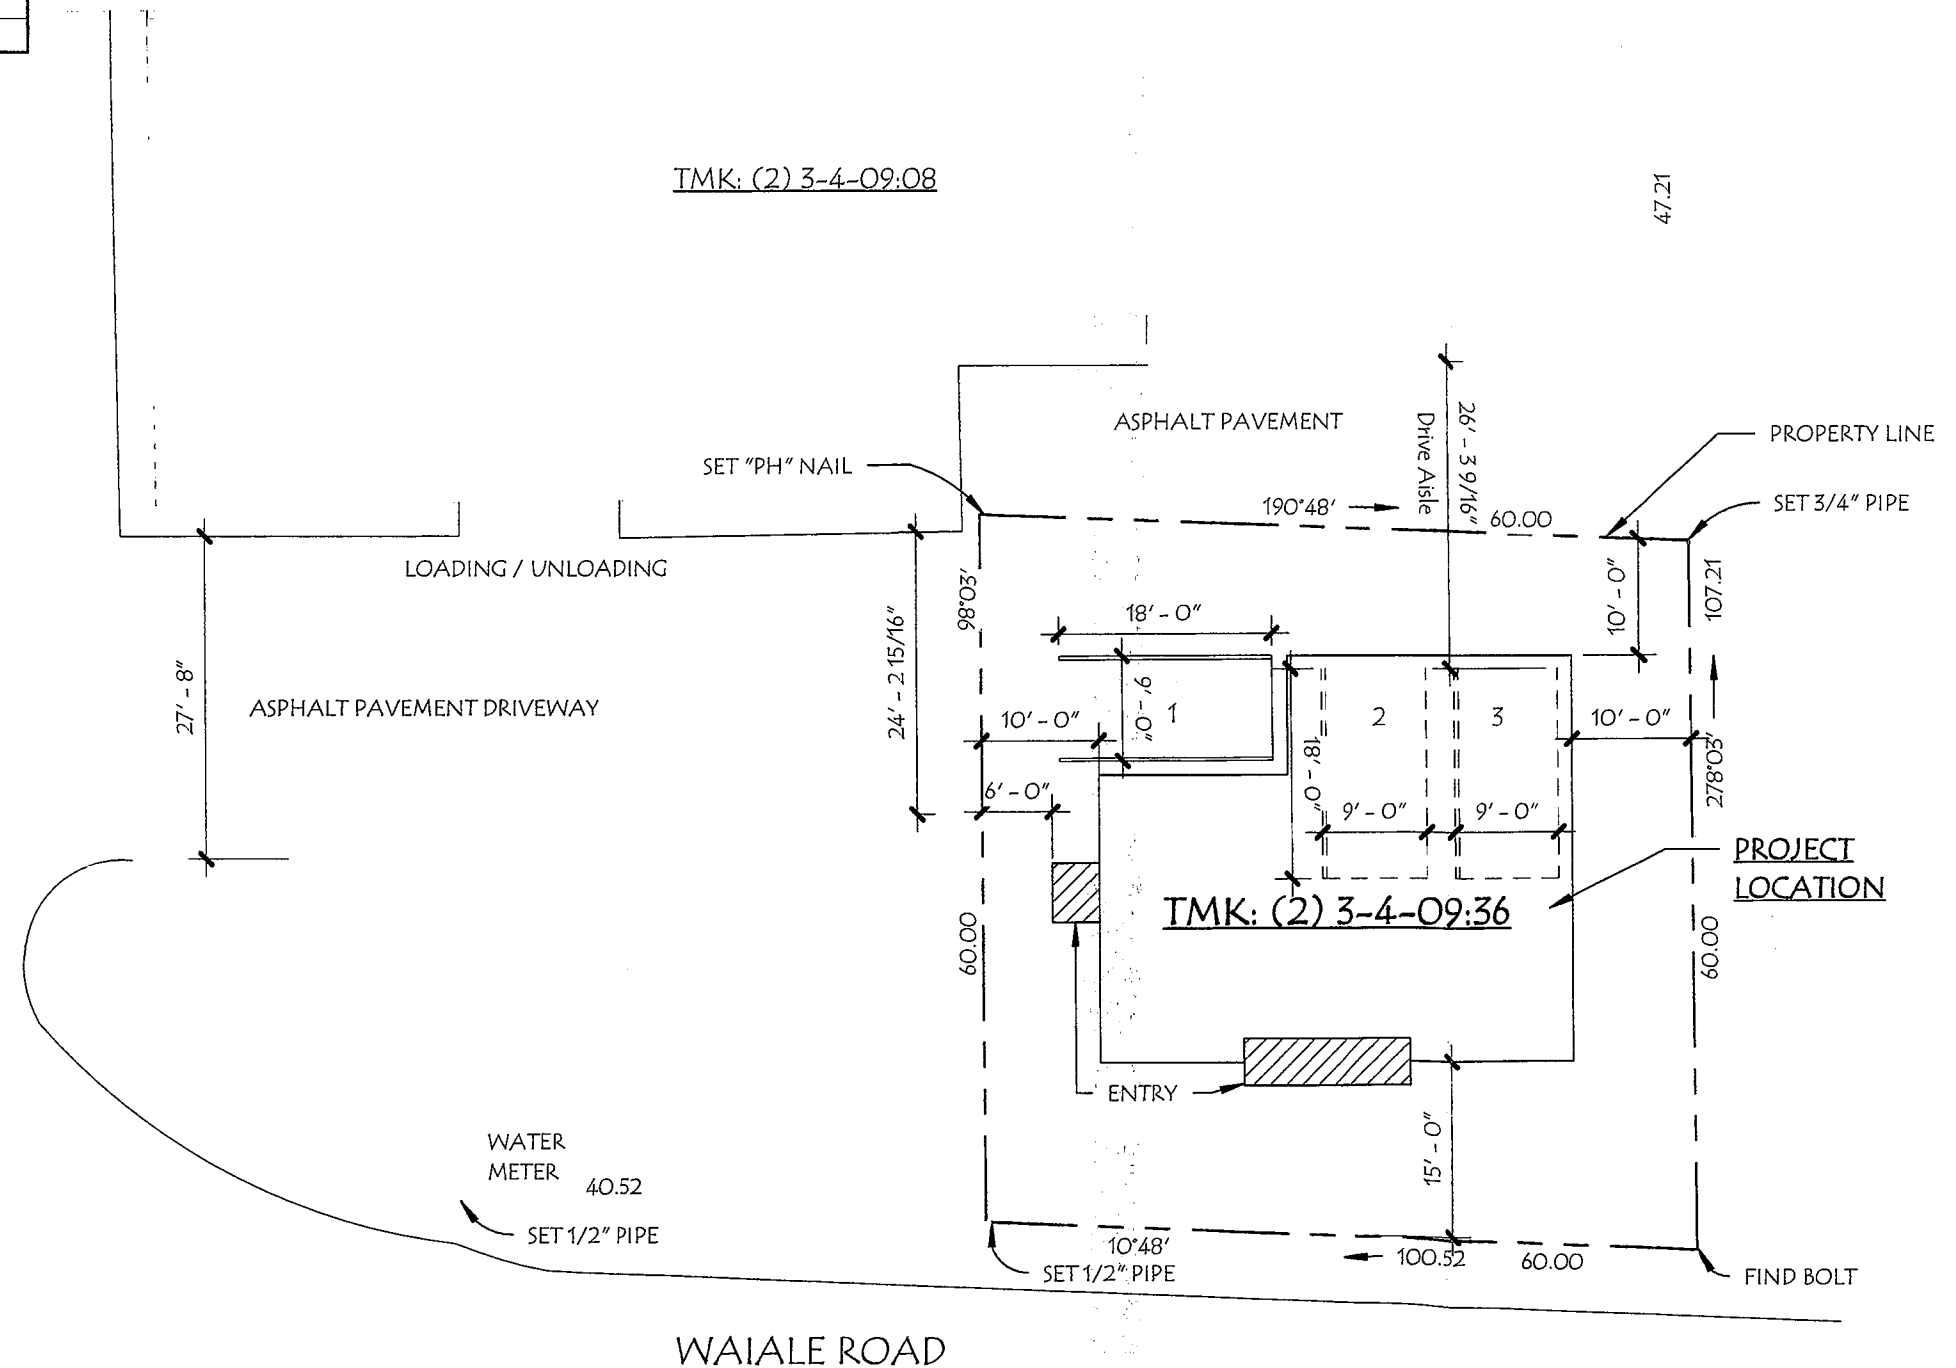 TMK: (2) 3-4-09:08
47.21
ASPHALT PAVEMENT
Drive Aisle
26' - 3 9/16"
PROPERTY LINE
SET "PH" NAIL
190°48'
60.00
SET 3/4" PIPE
LOADING / UNLOADING
98°03'
107.21
10' - 0"
18' - 0"
24' - 2 15/16"
27' - 8"
ASPHALT PAVEMENT DRIVEWAY
10' - 0"
9' - 0"
1
2
3
10' - 0"
278°03'
18' - 0"
6' - 0"
9' - 0"
9' - 0"
PROJECT
LOCATION
TMK: (2) 3-4-09:36
60.00
60.00
ENTRY
15' - 0"
WATER
METER
40.52
SET 1/2" PIPE
10°48'
100.52
60.00
SET 1/2" PIPE
FIND BOLT
WAIALE ROAD